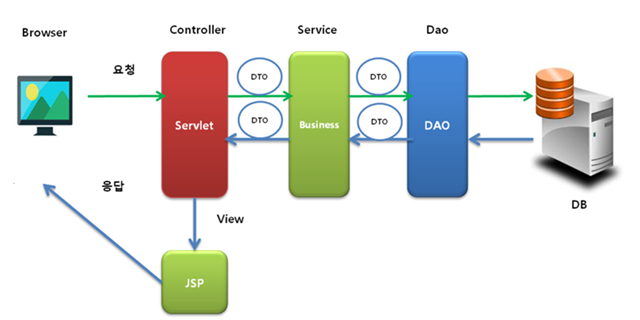 Browser
Controller
Service
Dao
요청
DTO
DTO
Servlet
DTO
Business
DTO
DAO
응답
View
DB
JSP